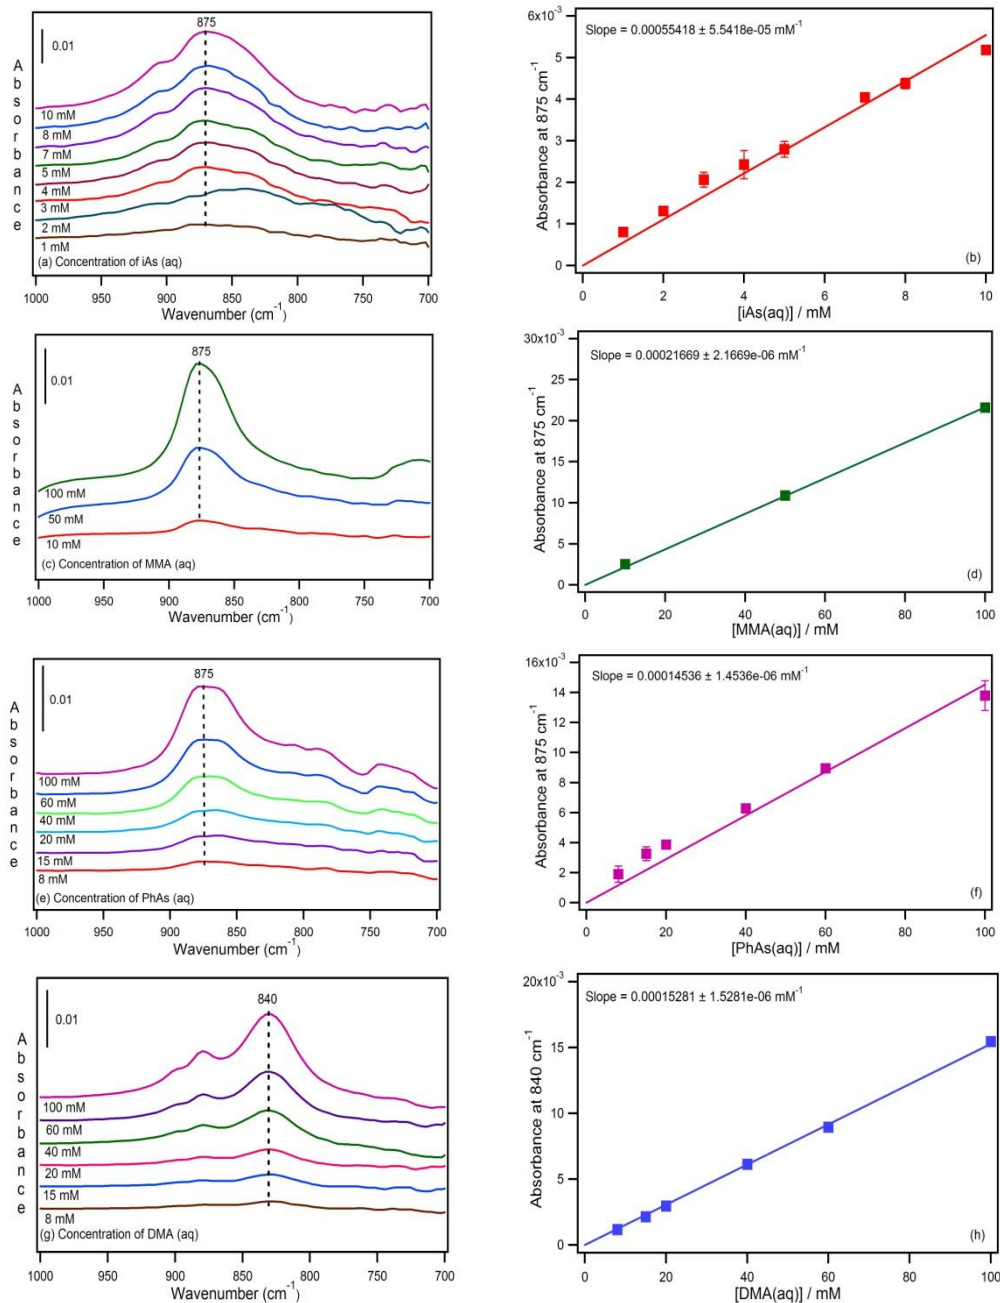 875
0.01
Absorbance
10 mM
8 mM
7 mM
5 mM
4 mM
3 mM
2 mM
1 mM
(a) Concentration of iAs (aq)
1000 950 900 850 800 750 700
Wavenumber (cm⁻¹)
6x10⁻³
Slope = 0.00055418 ± 5.5418e-05 mM⁻¹
5
4
3
2
1
0
Absorbance at 875 cm⁻¹
(b)
0 2 4 6 8 10
[iAs(aq)] / mM
875
0.01
Absorbance
100 mM
50 mM
10 mM
(c) Concentration of MMA (aq)
1000 950 900 850 800 750 700
Wavenumber (cm⁻¹)
30x10⁻³
Slope = 0.00021669 ± 2.1669e-06 mM⁻¹
25
20
15
10
5
0
Absorbance at 875 cm⁻¹
(d)
0 20 40 60 80 100
[MMA(aq)] / mM
875
0.01
Absorbance
100 mM
60 mM
40 mM
20 mM
15 mM
8 mM
(e) Concentration of PhAs (aq)
1000 950 900 850 800 750 700
Wavenumber (cm⁻¹)
16x10⁻³
Slope = 0.00014536 ± 1.4536e-06 mM⁻¹
14
12
10
8
6
4
2
0
Absorbance at 875 cm⁻¹
(f)
0 20 40 60 80 100
[PhAs(aq)] / mM
840
0.01
Absorbance
100 mM
60 mM
40 mM
20 mM
15 mM
8 mM
(g) Concentration of DMA (aq)
1000 950 900 850 800 750 700
Wavenumber (cm⁻¹)
20x10⁻³
Slope = 0.00015281 ± 1.5281e-06 mM⁻¹
15
10
5
0
Absorbance at 840 cm⁻¹
(h)
0 20 40 60 80 100
[DMA(aq)] / mM